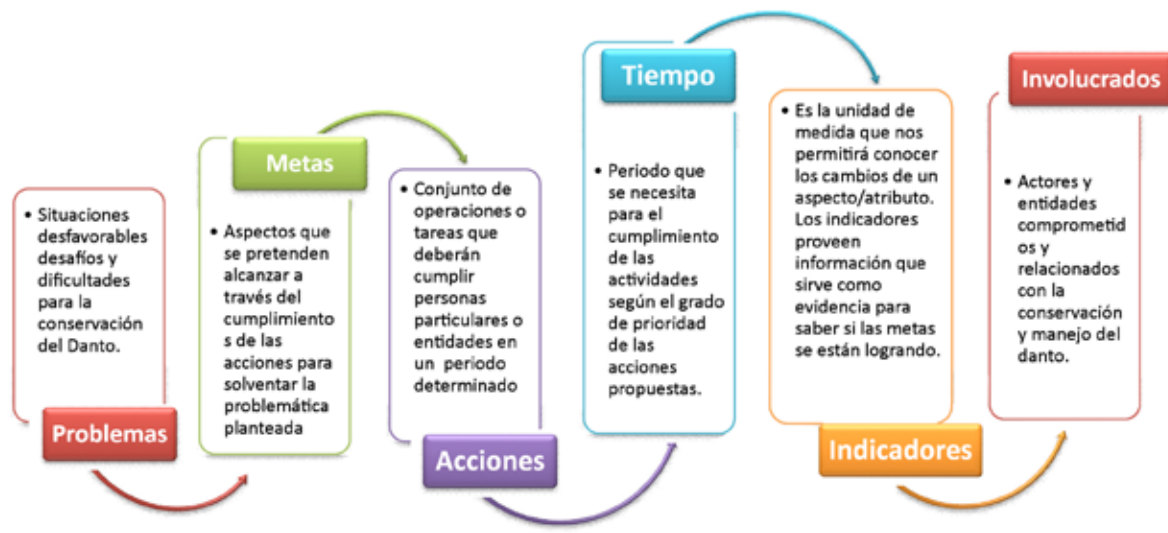 • Situaciones
desfavorables
desafíos y
dificultades
para la
conservación
del Danto.
Problemas
Metas
• Aspectos que
se pretenden
alcanzar a
través del
cumplimiento
s de las
acciones para
solventar la
problemática
planteada
• Conjunto de
operaciones o
tareas que
deberán
cumplir
personas
particulares o
entidades en
un periodo
determinado
Acciones
Tiempo
• Periodo que
se necesita
para el
cumplimiento
de las
actividades
según el grado
de prioridad
de las
acciones
propuestas.
• Es la unidad de
medida que nos
permitirá conocer
los cambios de un
aspecto/atributo.
Los indicadores
proveen
información que
sirve como
evidencia para
saber si las metas
se están logrando.
Indicadores
Involucrados
• Actores y
entidades
comprometid
os y
relacionados
con la
conservación
y manejo del
danto.